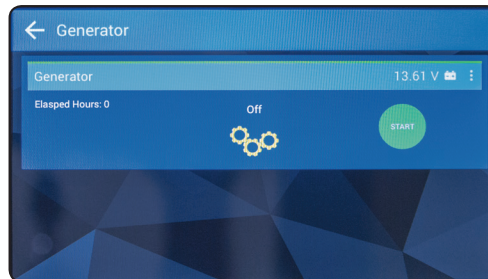 Generator
Generator 13.61 V
Elasped Hours: 0
Off
START